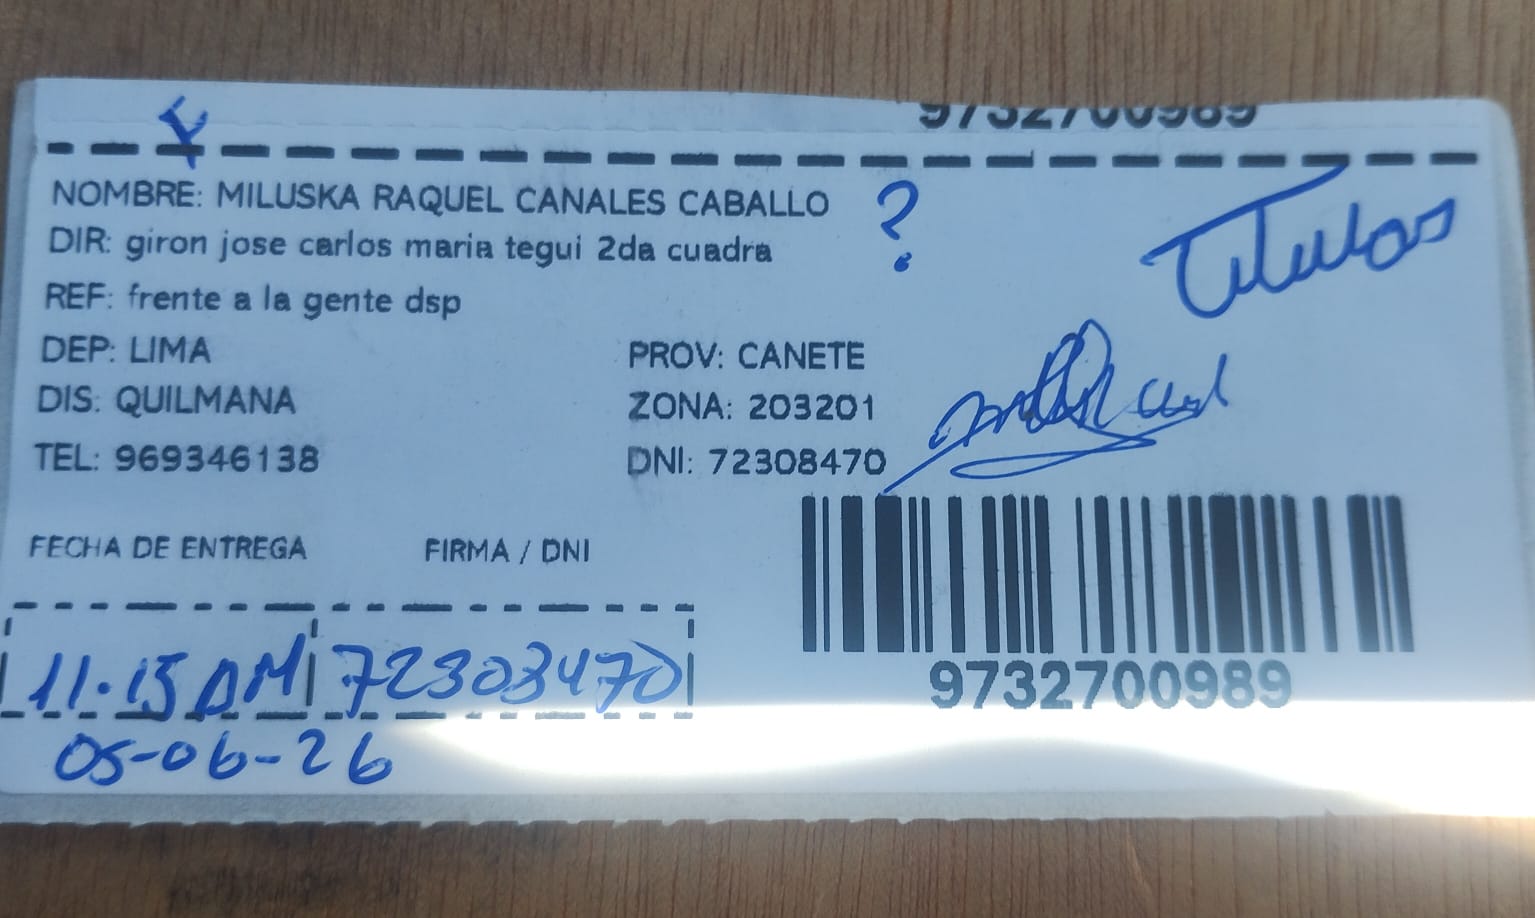 F
9732700989
NOMBRE: MILUSKA RAQUEL CANALES CABALLO ?
DIR: giron jose carlos maria tegui 2da cuadra
Titulas
REF: frente a la gente dsp
DEP: LIMA PROV: CANETE
DIS: QUILMANA ZONA: 203201
TEL: 969346138 DNI: 72308470
FECHA DE ENTREGA FIRMA / DNI
11:15 AM 72308470
9732700989
05-06-26